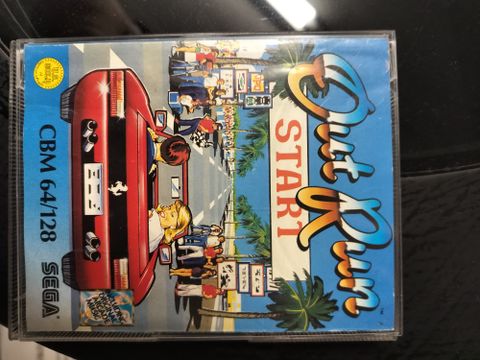 Out Run
START
CBM 64/128
SEGA